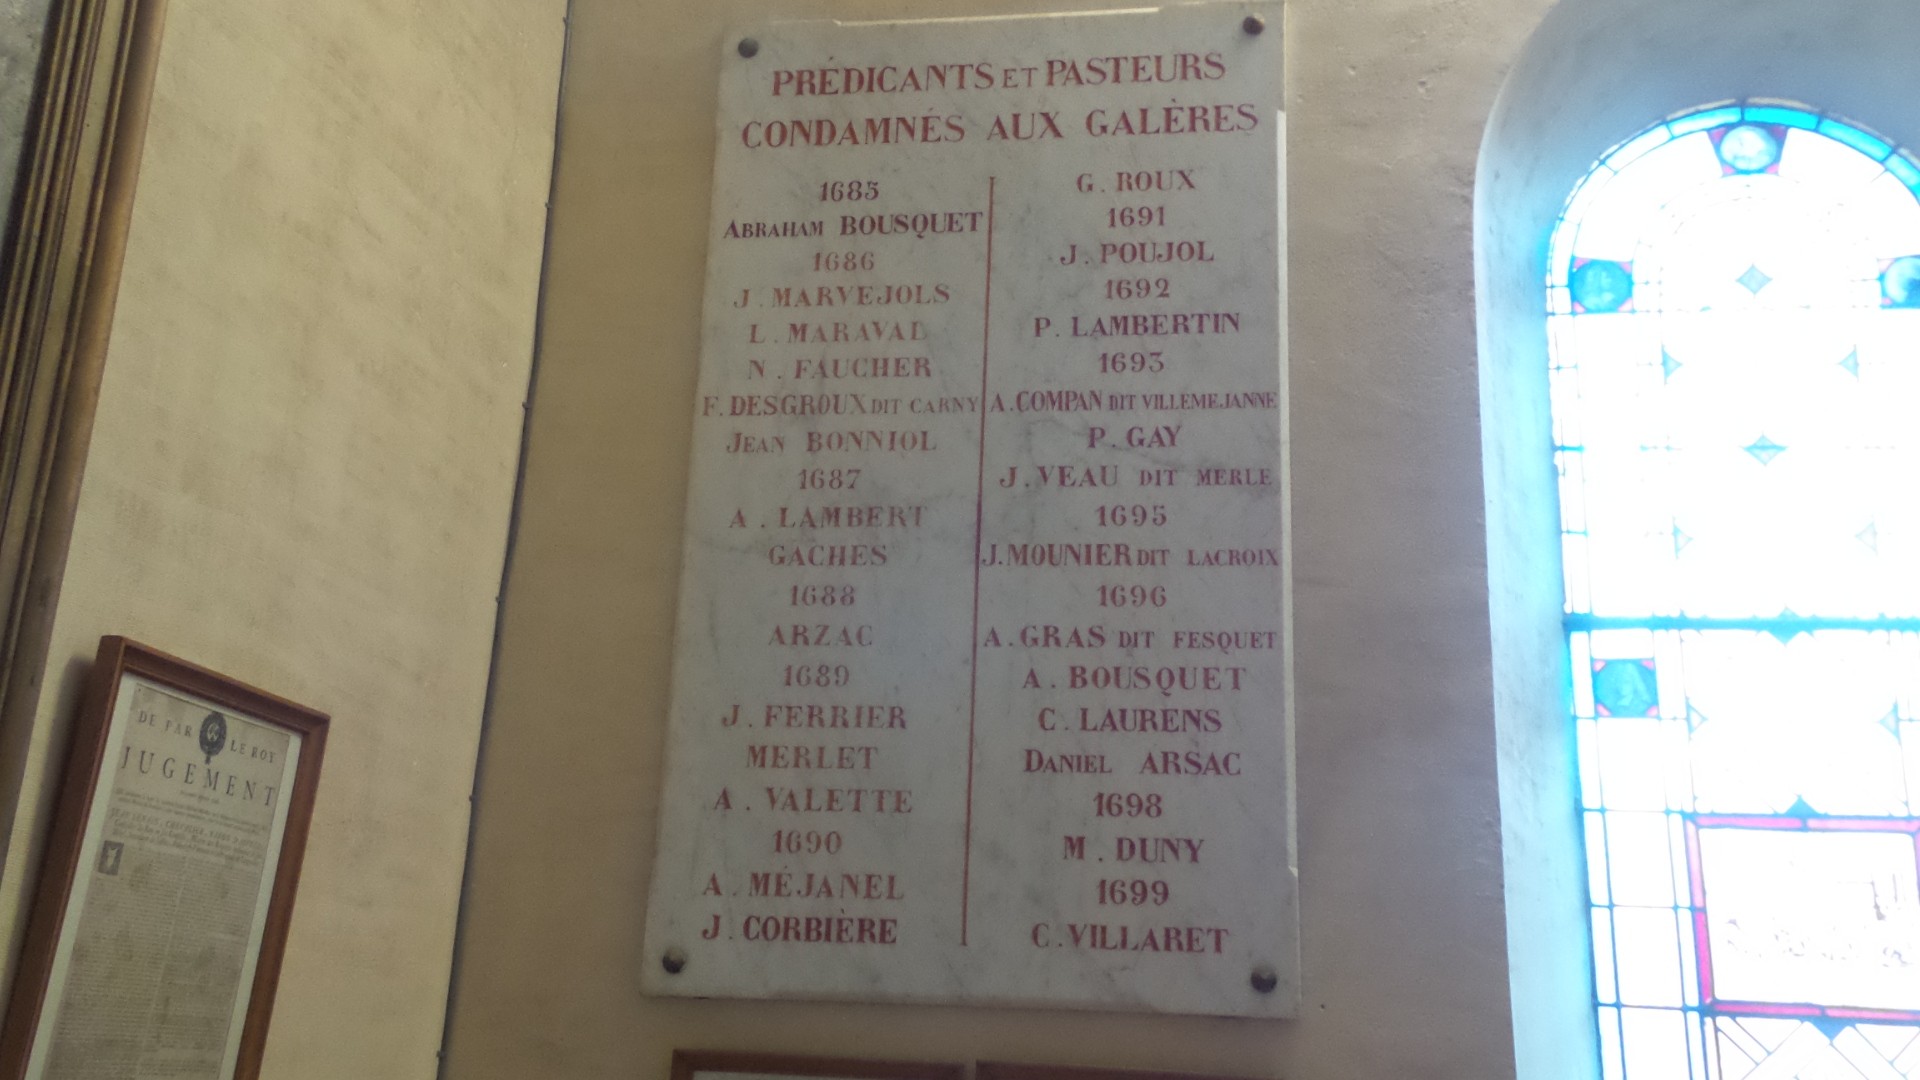 PRÉDICANTS ET PASTEURS
CONDAMNÉS AUX GALÈRES
1685
ABRAHAM BOUSQUET
1686
J. MARVEJOLS
L. MARAVAL
N. FAUCHER
F. DESGROUX DIT CARNY
JEAN BONNIOL
1687
A. LAMBERT
GACHES
1688
ARZAC
1689
J. FERRIER
MERLET
A. VALETTE
1690
A. MÉJANEL
J. CORBIÈRE
G. ROUX
1691
J. POUJOL
1692
P. LAMBERTIN
1693
A. COMPAN DIT VILLEMEJANNE
P. GAY
J. VEAU DIT MERLE
1695
J. MOUNIER DIT LACROIX
1696
A. GRAS DIT FESQUET
A. BOUSQUET
C. LAURENS
DANIEL ARSAC
1698
M. DUNY
1699
C. VILLARET
DE PAR LE ROY
JUGEMENT